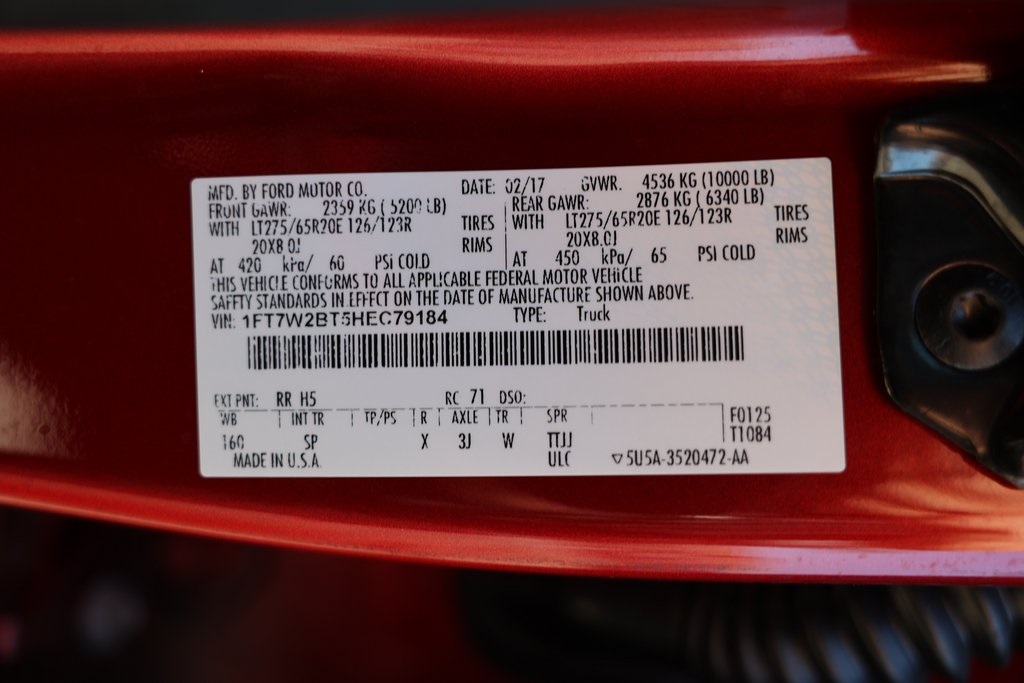 MFD. BY FORD MOTOR CO. DATE: 02/17 GVWR. 4536 KG (10000 LB)
FRONT GAWR: 2359 KG ( 5200 LB) REAR GAWR: 2876 KG ( 6340 LB)
WITH LT275/65R20E 126/123R TIRES WITH LT275/65R20E 126/123R TIRES
20X8.0J RIMS 20X8.0J RIMS
AT 420 kPa/ 60 PSi COLD AT 450 kPa/ 65 PSi COLD
THIS VEHICLE CONFORMS TO ALL APPLICABLE FEDERAL MOTOR VEHICLE
SAFETY STANDARDS IN EFFECT ON THE DATE OF MANUFACTURE SHOWN ABOVE.
VIN: 1FT7W2BT5HEC79184 TYPE: Truck
EXT PNT: RR H5 RC 71 DSO:
WB INT TR TP/PS R AXLE TR SPR F0125
160 SP X 3J W TTJJ T1084
MADE IN U.S.A. ULC ▽5U5A-3520472-AA